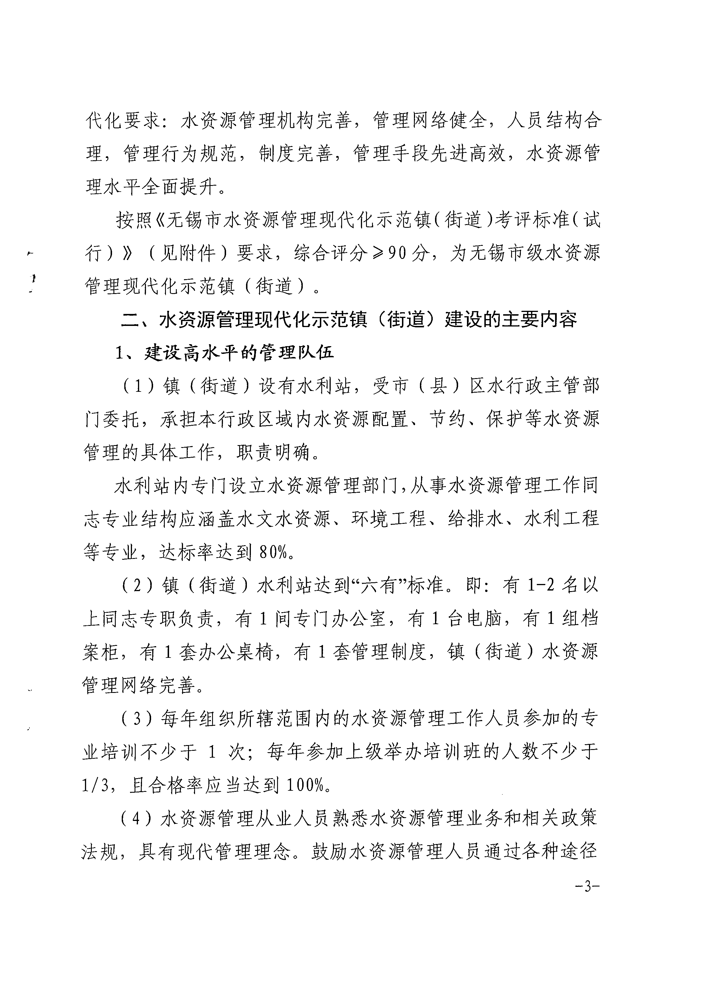 代化要求：水资源管理机构完善，管理网络健全，人员结构合
理，管理行为规范，制度完善，管理手段先进高效，水资源管
理水平全面提升。
按照《无锡市水资源管理现代化示范镇(街道)考评标准(试
行)》（见附件）要求，综合评分≥90分，为无锡市级水资源
管理现代化示范镇（街道）。
二、水资源管理现代化示范镇（街道）建设的主要内容
1、建设高水平的管理队伍
（1）镇（街道）设有水利站，受市（县）区水行政主管部
门委托，承担本行政区域内水资源配置、节约、保护等水资源
管理的具体工作，职责明确。
水利站内专门设立水资源管理部门,从事水资源管理工作同
志专业结构应涵盖水文水资源、环境工程、给排水、水利工程
等专业，达标率达到 80%。
（2）镇（街道）水利站达到“六有”标准。即：有 1-2 名以
上同志专职负责，有 1 间专门办公室，有 1 台电脑，有 1 组档
案柜，有 1 套办公桌椅，有 1 套管理制度，镇（街道）水资源
管理网络完善。
（3）每年组织所辖范围内的水资源管理工作人员参加的专
业培训不少于 1 次；每年参加上级举办培训班的人数不少于
1/3，且合格率应当达到 100%。
（4）水资源管理从业人员熟悉水资源管理业务和相关政策
法规，具有现代管理理念。鼓励水资源管理人员通过各种途径
-3-